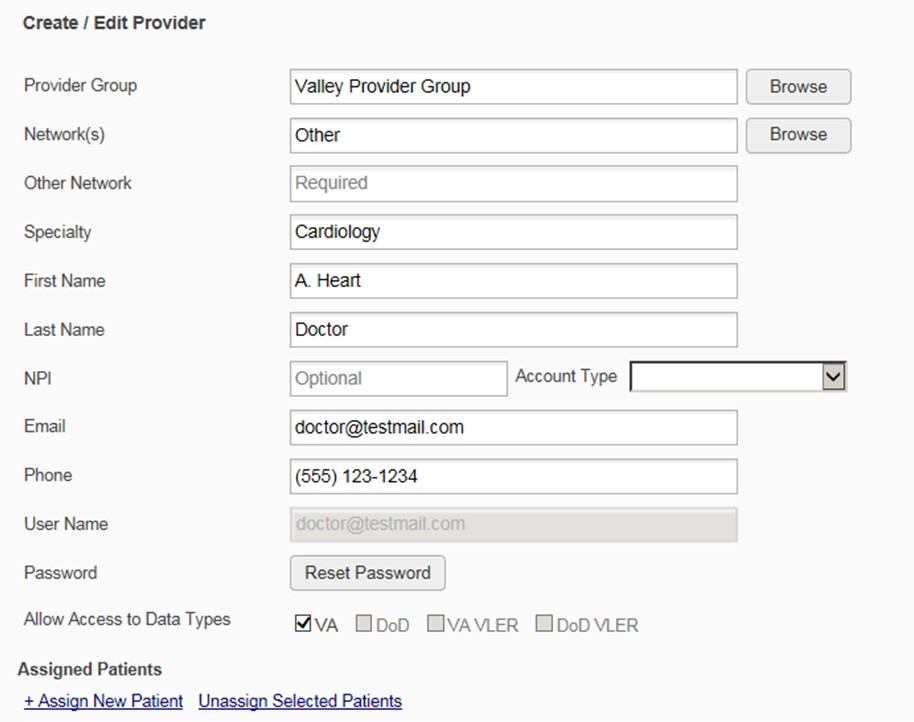 Create / Edit Provider
Provider Group Valley Provider Group Browse
Network(s) Other Browse
Other Network Required
Specialty Cardiology
First Name A. Heart
Last Name Doctor
NPI Optional Account Type
Email doctor@testmail.com
Phone (555) 123-1234
User Name doctor@testmail.com
Password Reset Password
Allow Access to Data Types VA DoD VA VLER DoD VLER
Assigned Patients
+ Assign New Patient Unassign Selected Patients